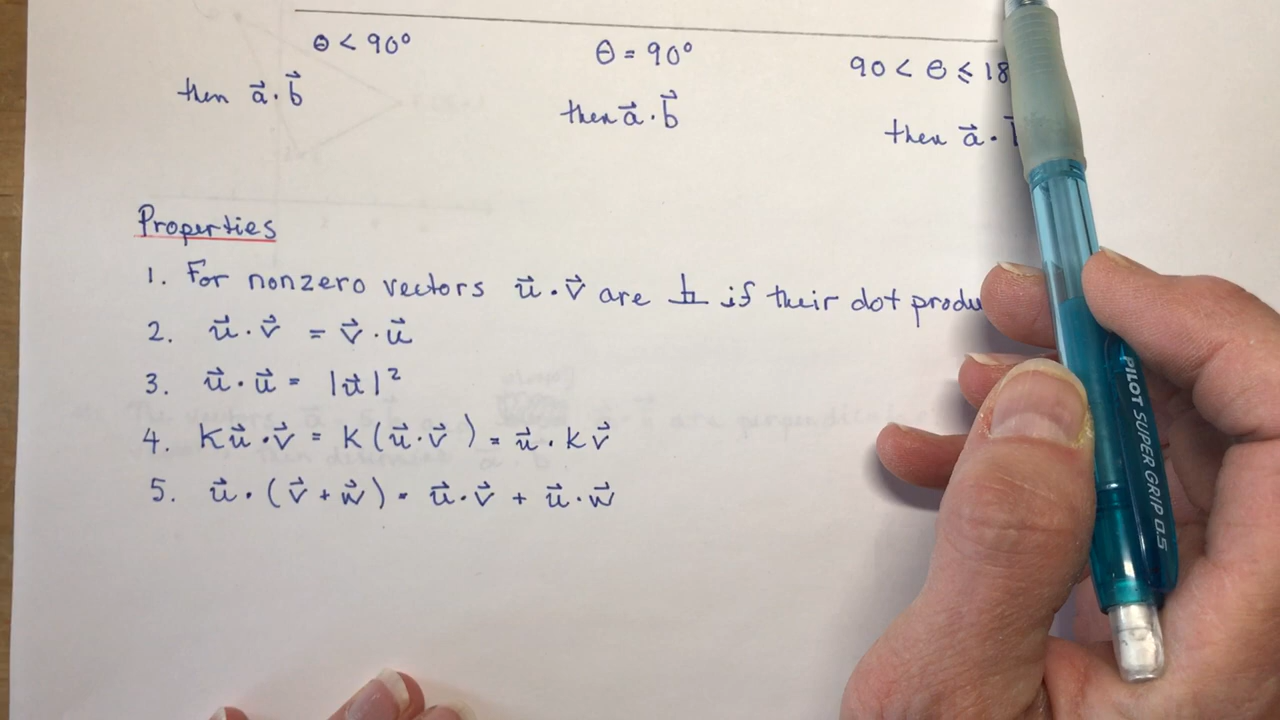 θ < 90° θ = 90° 90 < θ ≤ 18
then a⃗ · b⃗ then a⃗ · b⃗ then a⃗ ·
Properties
1. For nonzero vectors u⃗ · v⃗ are ⊥ if their dot produ
2. u⃗ · v⃗ = v⃗ · u⃗
3. u⃗ · u⃗ = |u⃗|²
4. Ku⃗ · v⃗ = K(u⃗ · v⃗) = u⃗ · kv⃗
5. u⃗ · (v⃗ + w⃗) = u⃗ · v⃗ + u⃗ · w⃗
PILOT SUPER GRIP 0.5